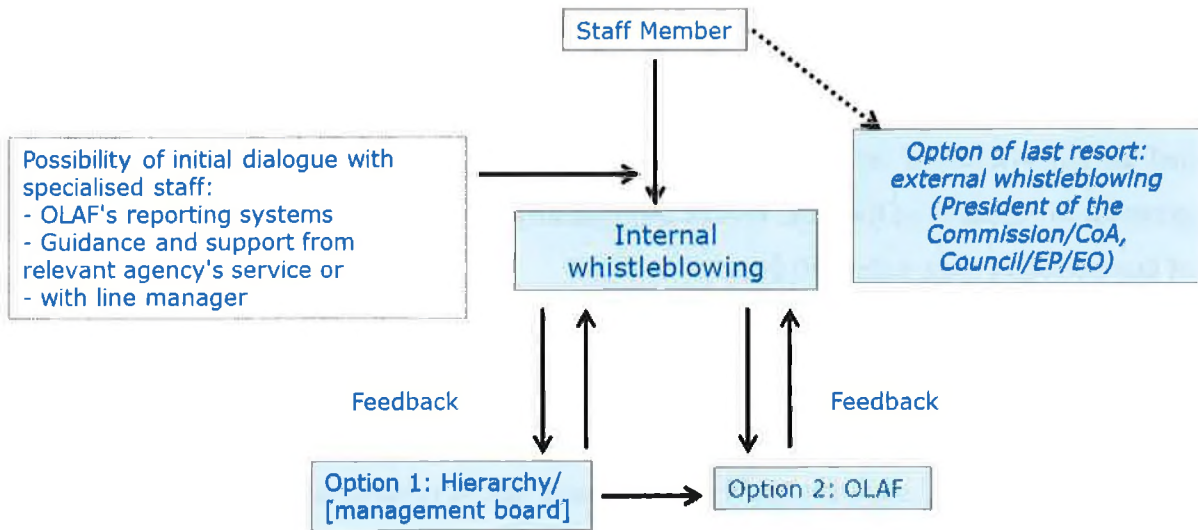 Staff Member
Possibility of initial dialogue with
specialised staff:
- OLAF's reporting systems
- Guidance and support from
relevant agency's service or
- with line manager
Option of last resort:
external whistleblowing
(President of the
Commission/CoA,
Council/EP/EO)
Internal
whistleblowing
Feedback
Feedback
Option 1: Hierarchy/
[management board]
Option 2: OLAF